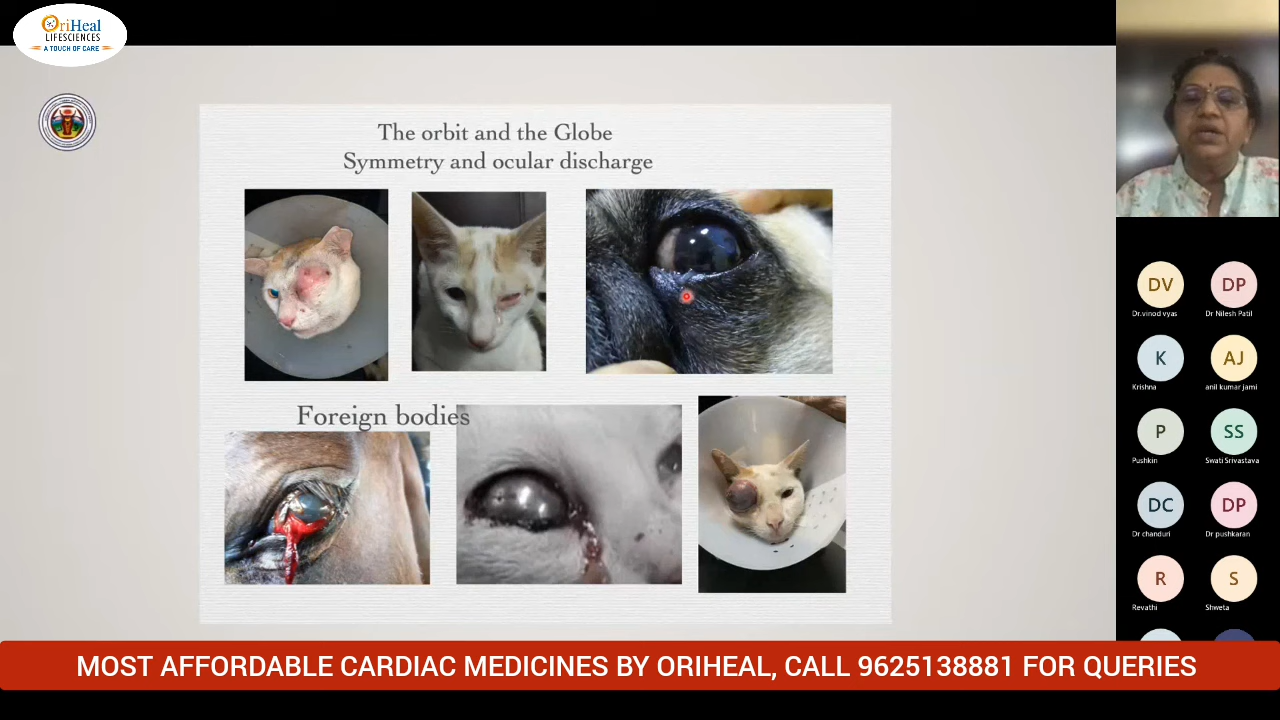 OriHeal
LIFESCIENCES
A TOUCH OF CARE
The orbit and the Globe
Symmetry and ocular discharge
Foreign bodies
DV
Dr.vinod vyas
DP
Dr Nilesh Patil
K
Krishna
AJ
anil kumar jami
P
Pushkin
SS
Swati Srivastava
DC
Dr chanduri
DP
Dr pushkaran
R
Revathi
S
Shweta
MOST AFFORDABLE CARDIAC MEDICINES BY ORIHEAL, CALL 9625138881 FOR QUERIES